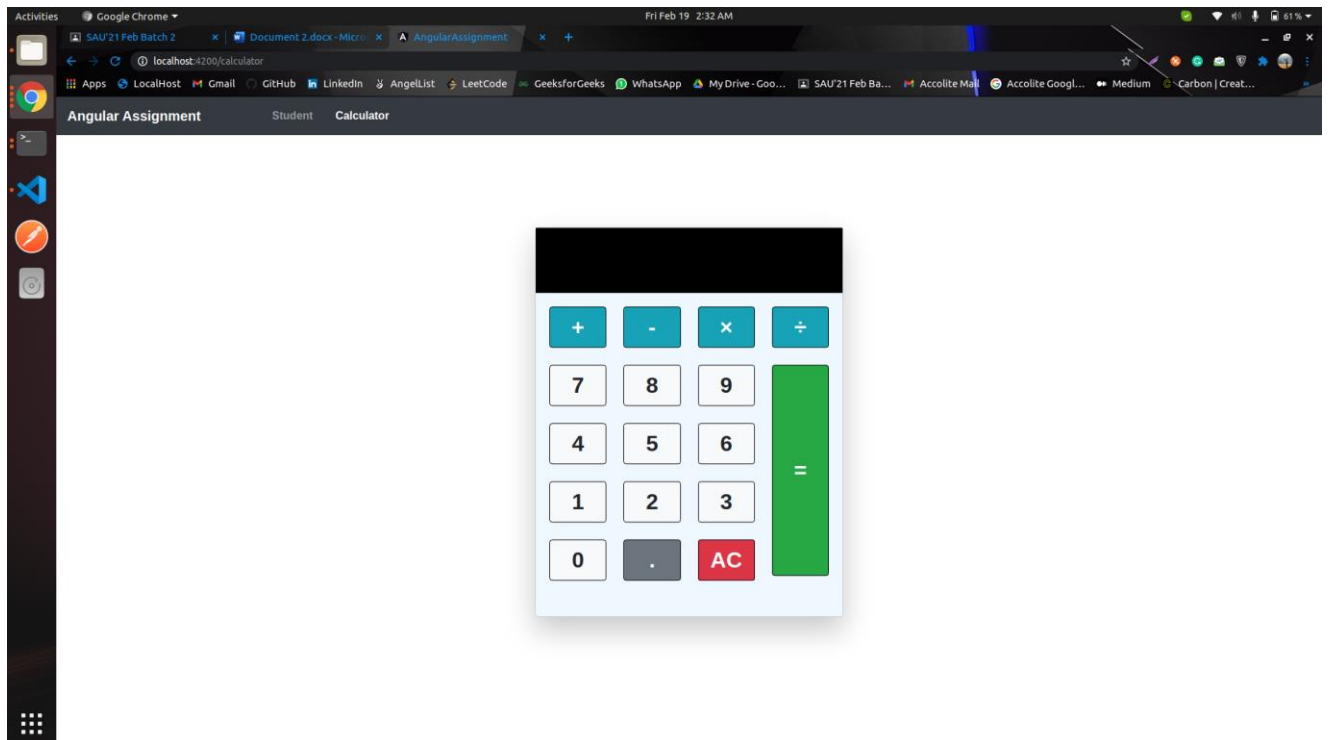 Activities Google Chrome Fri Feb 19 2:32 AM 61%
SAU'21 Feb Batch 2 Document 2.docx - Micro AngularAssignment
localhost:4200/calculator
Apps LocalHost Gmail GitHub LinkedIn AngelList LeetCode GeeksforGeeks WhatsApp My Drive - Goo... SAU'21 Feb Ba... Accolite Mail Accolite Googl... Medium Carbon | Creat...
Angular Assignment Student Calculator
+ - × ÷
7 8 9
4 5 6
=
1 2 3
0 . AC